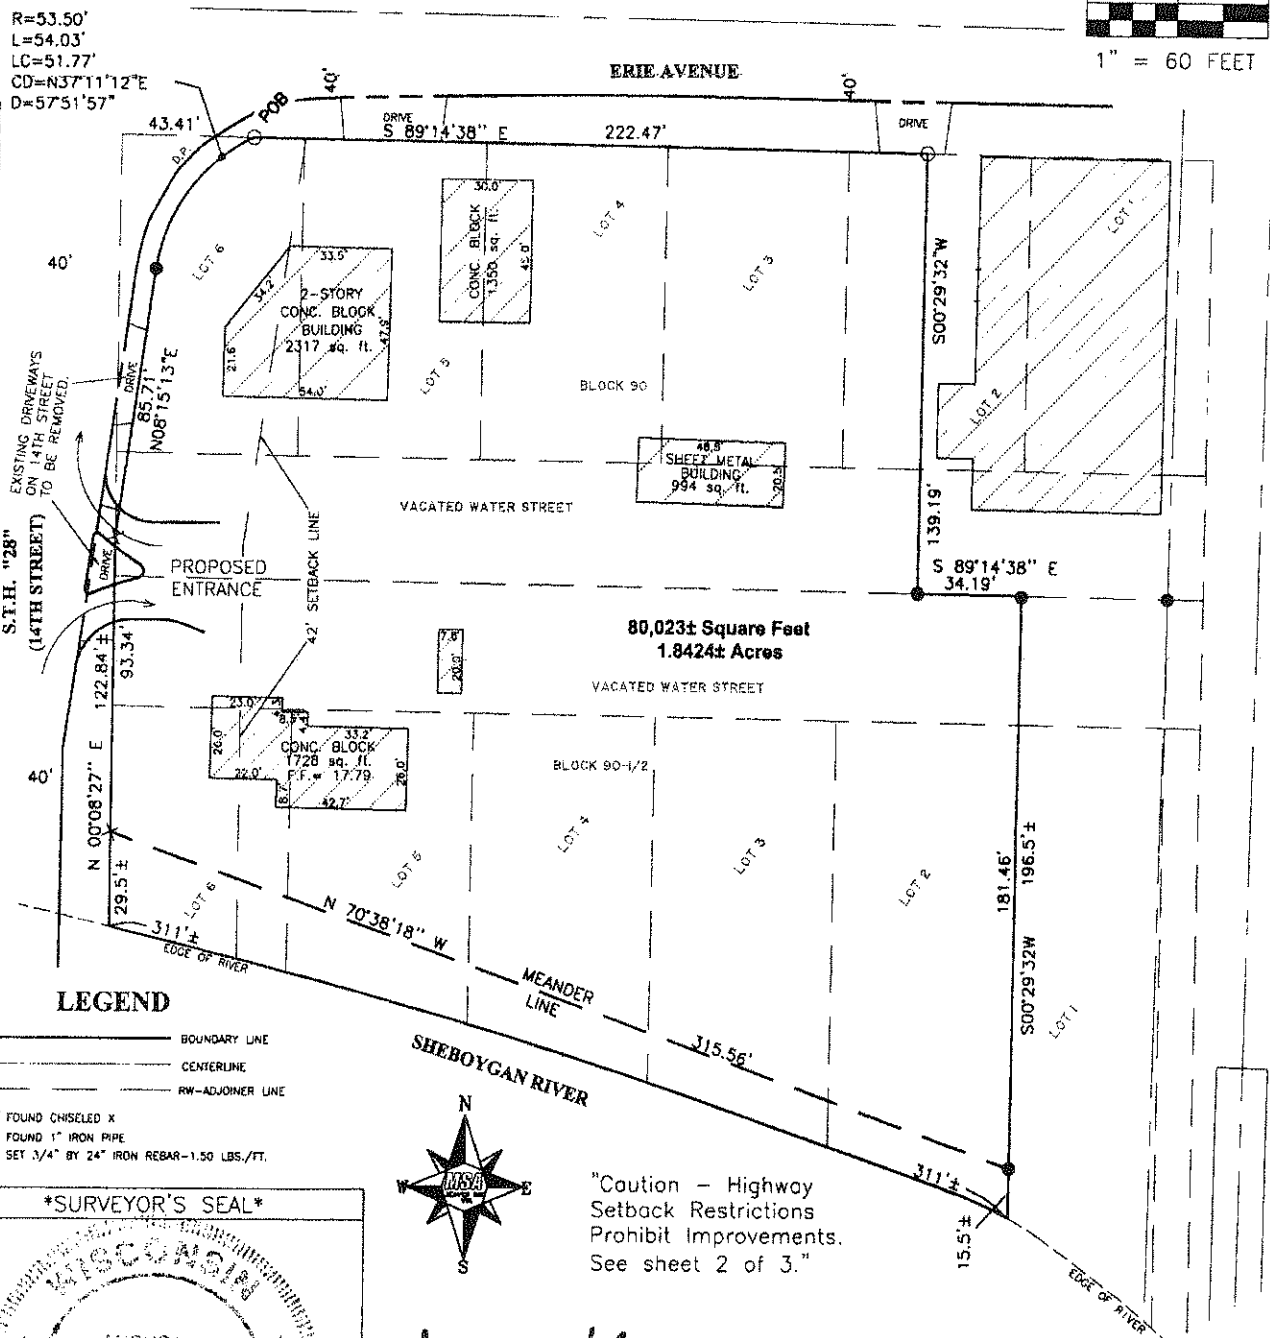 R=53.50'
L=54.03'
LC=51.77'
CD=N37°11'12"E
D=57°51'57"
1" = 60 FEET
ERIE AVENUE
40'
40'
POB
43.41'
D.P.
DRIVE
S 89°14'38" E
222.47'
DRIVE
40'
LOT 6
33.5'
34.2'
2-STORY
CONC. BLOCK
BUILDING
2317 sq. ft.
47.9'
21.6'
54.0'
30.0'
CONC. BLOCK
1350 sq. ft.
45.0'
LOT 5
LOT 4
LOT 3
LOT 1
LOT 2
BLOCK 90
S00°29'32"W
139.19'
EXISTING DRIVEWAYS
ON 14TH STREET
TO BE REMOVED.
DRIVE
85.71'
N08°15'13"E
48.5'
SHEET METAL
BUILDING
994 sq. ft.
20.5'
VACATED WATER STREET
S.T.H. "28"
(14TH STREET)
DRIVE
PROPOSED
ENTRANCE
42' SETBACK LINE
S 89°14'38" E
34.19'
80,023± Square Feet
1.8424± Acres
VACATED WATER STREET
7.8'
20.9'
N 00°08'27" E
122.84'±
93.34'
40'
23.0'
8.5'
33.2'
26.0'
CONC. BLOCK
1728 sq. ft.
F.F.= 17.79
26.0'
22.0'
8.7'
42.7'
BLOCK 90-1/2
LOT 6
LOT 5
LOT 4
LOT 3
LOT 2
LOT 1
181.46'
196.5'±
S00°29'32W
29.5'±
311'±
EDGE OF RIVER
N 70°38'18" W
MEANDER
LINE
315.56'
SHEBOYGAN RIVER
311'±
15.5'±
EDGE OF RIVER
LEGEND
BOUNDARY LINE
CENTERLINE
RW-ADJOINER LINE
FOUND CHISELED X
FOUND 1" IRON PIPE
SET 3/4" BY 24" IRON REBAR-1.50 LBS./FT.
N
W
E
S
MSA
"Caution - Highway
Setback Restrictions
Prohibit Improvements.
See sheet 2 of 3."
*SURVEYOR'S SEAL*
WISCONSIN